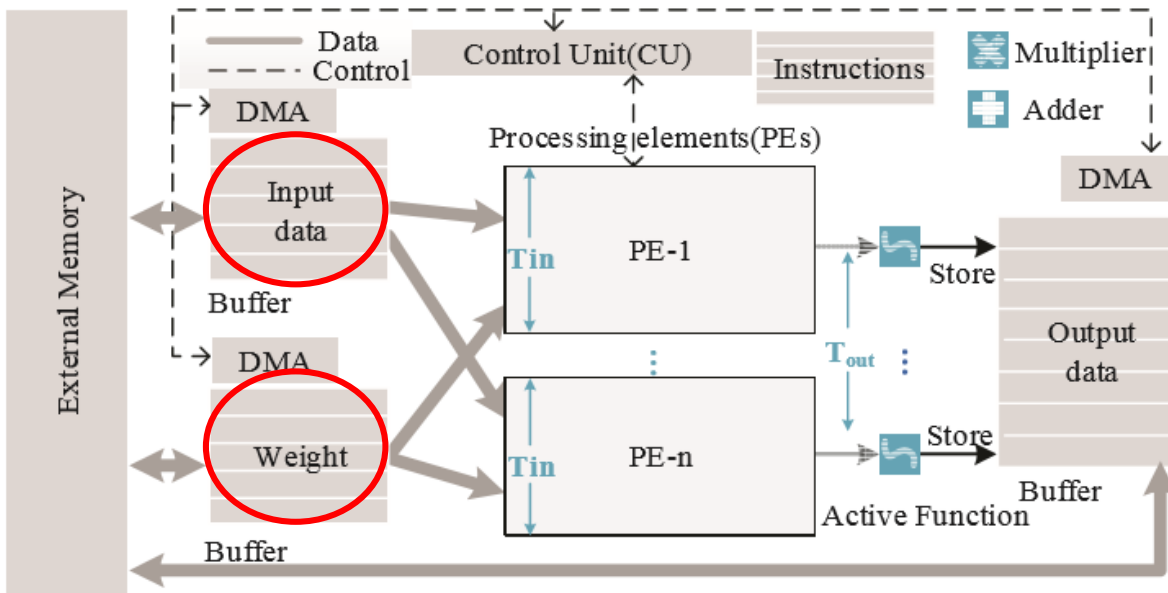 Data
Control
Control Unit(CU)
Instructions
Multiplier
Adder
DMA
Processing elements(PEs)
DMA
External Memory
Input
data
Buffer
Tin
PE-1
Store
DMA
Tout
Output
data
Weight
Tin
PE-n
Store
Buffer
Active Function
Buffer